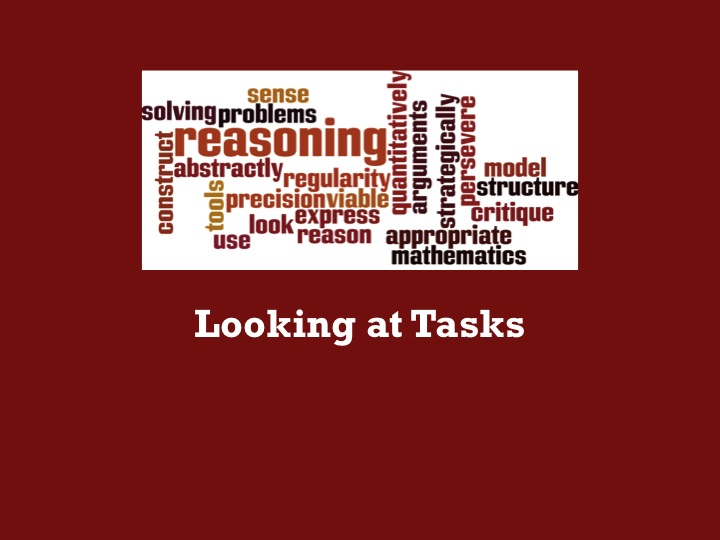 sense
solving problems
reasoning
construct
abstractly
regularity
tools
precision viable
express
look
use
reason
quantitatively
arguments
strategically
persevere
model
structure
critique
appropriate
mathematics
Looking at Tasks